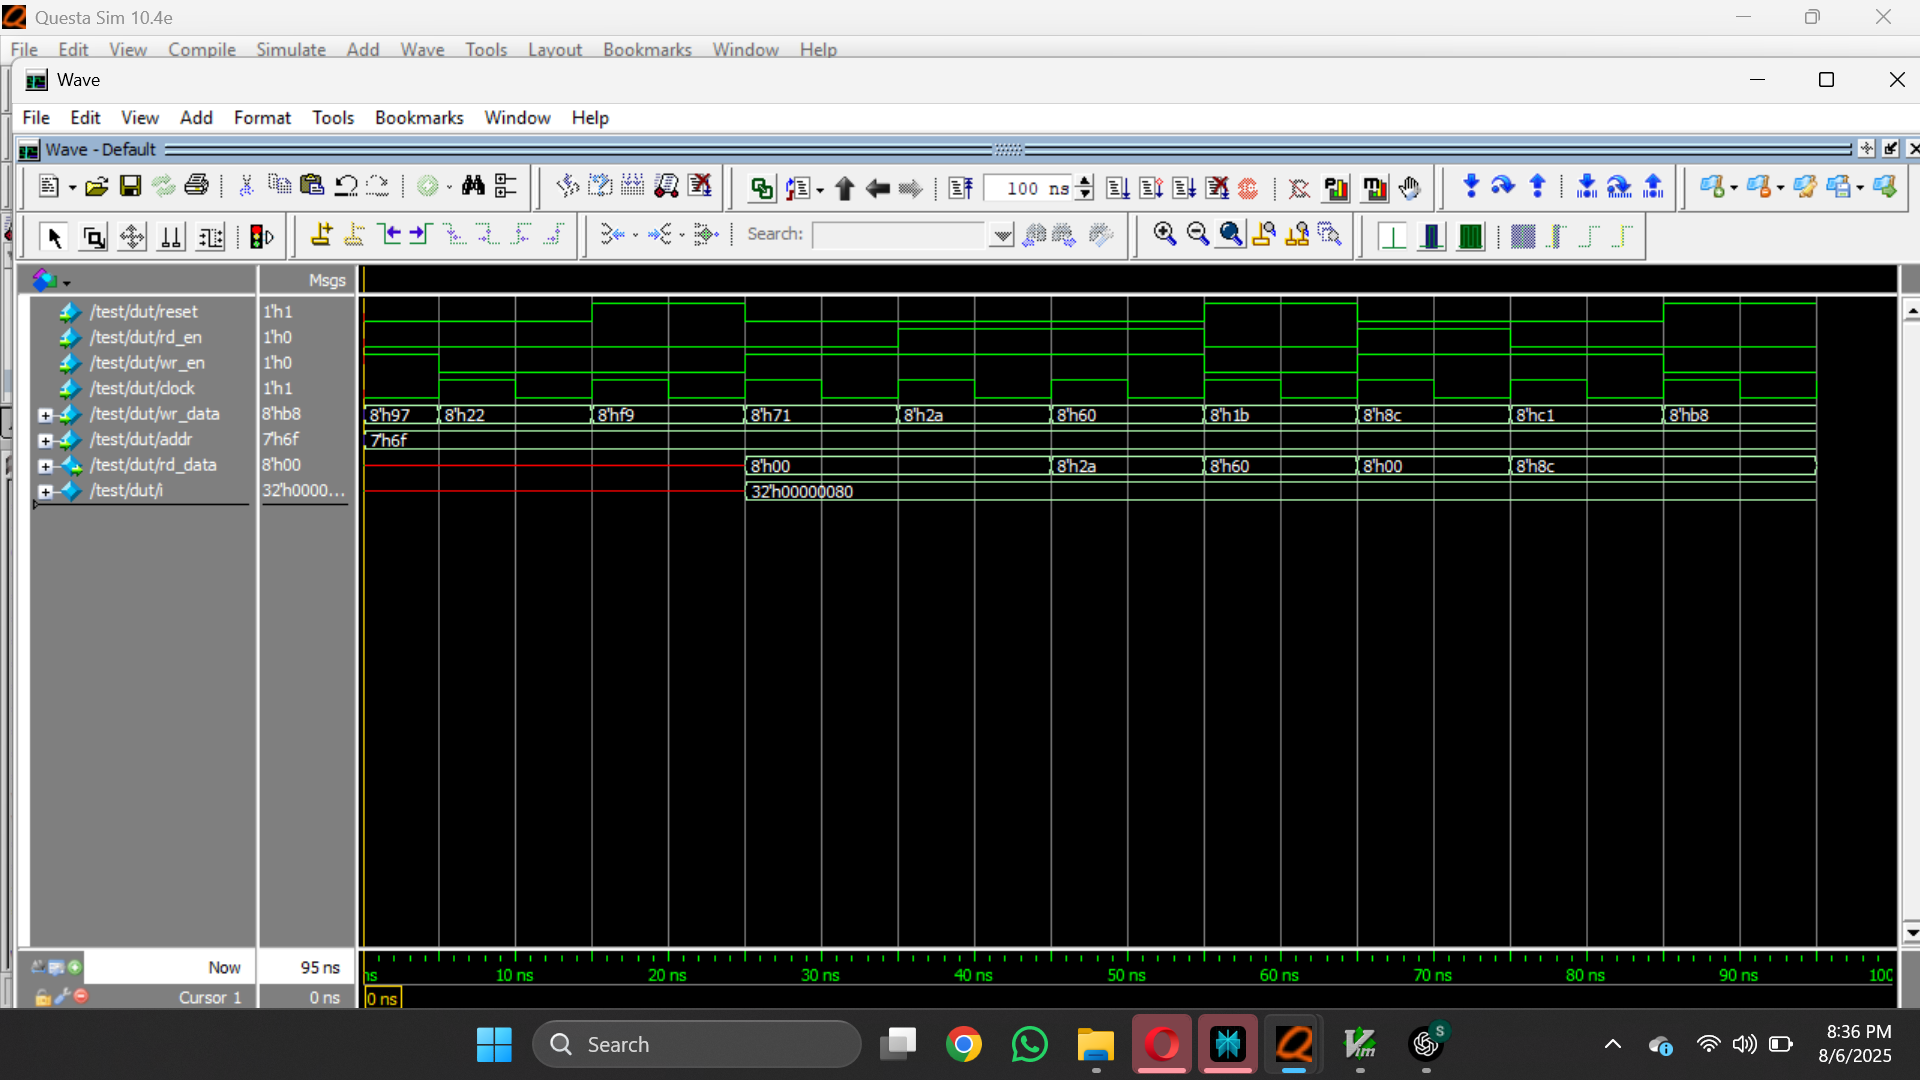 Questa Sim 10.4e
File Edit View Compile Simulate Add Wave Tools Layout Bookmarks Window Help
Wave
File Edit View Add Format Tools Bookmarks Window Help
Wave - Default
100 ns
Search:
Msgs
/test/dut/reset 1'h1
/test/dut/rd_en 1'h0
/test/dut/wr_en 1'h0
/test/dut/clock 1'h1
/test/dut/wr_data 8'hb8 8'h97 8'h22 8'hf9 8'h71 8'h2a 8'h60 8'h1b 8'h8c 8'hc1 8'hb8
/test/dut/addr 7'h6f 7'h6f
/test/dut/rd_data 8'h00 8'h00 8'h2a 8'h60 8'h00 8'h8c
/test/dut/i 32'h0000... 32'h00000080
Now 95 ns ns 10 ns 20 ns 30 ns 40 ns 50 ns 60 ns 70 ns 80 ns 90 ns 100
Cursor 1 0 ns 0 ns
Search
Vim
S
8:36 PM
8/6/2025